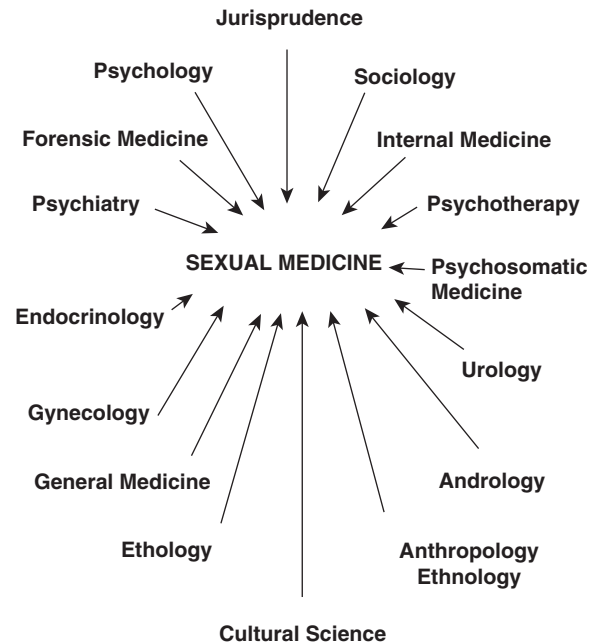 Jurisprudence
Psychology
Sociology
Forensic Medicine
Internal Medicine
Psychiatry
Psychotherapy
SEXUAL MEDICINE
Psychosomatic
Medicine
Endocrinology
Urology
Gynecology
General Medicine
Andrology
Ethology
Anthropology
Ethnology
Cultural Science